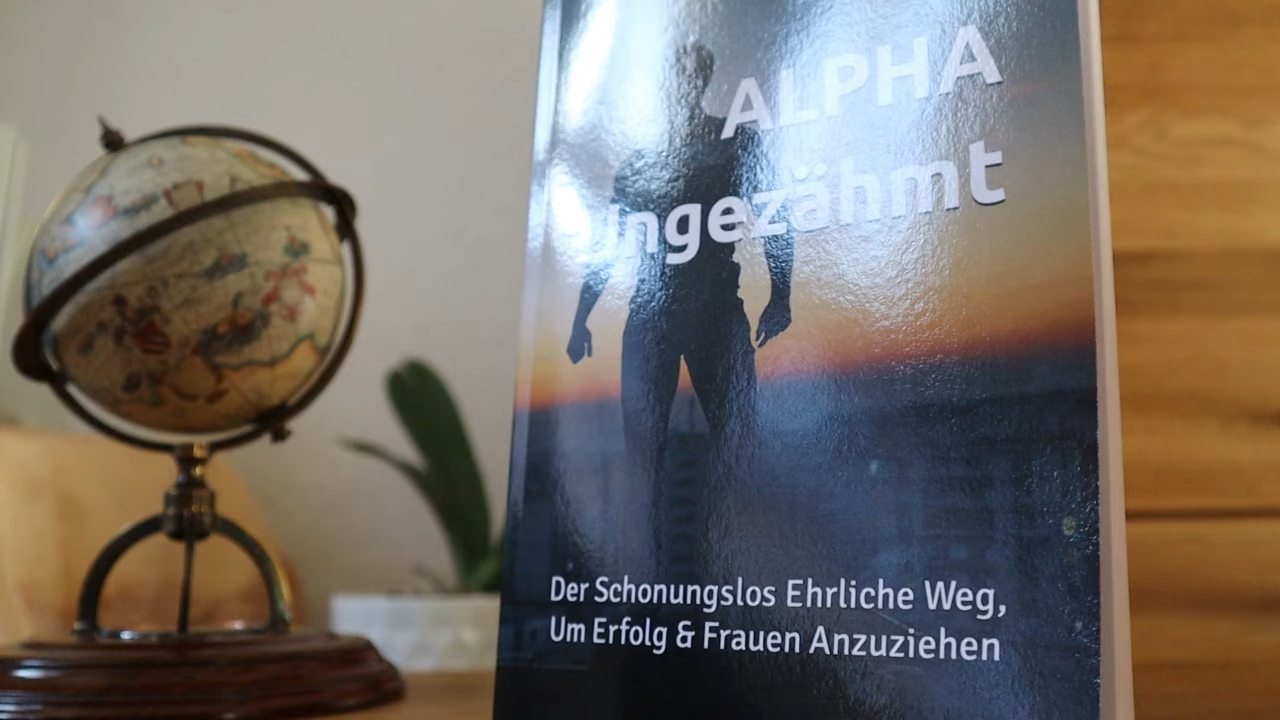 ALPHA
Ungezähmt
Der Schonungslos Ehrliche Weg,
Um Erfolg & Frauen Anzuziehen